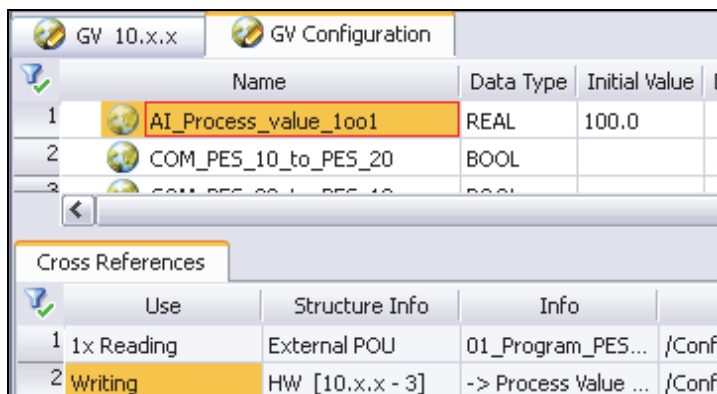 GV 10.x.x GV Configuration
Name Data Type Initial Value
1 AI_Process_value_1oo1 REAL 100.0
2 COM_PES_10_to_PES_20 BOOL
3
Cross References
Use Structure Info Info
1 1x Reading External POU 01_Program_PES... /Conf
2 Writing HW [10.x.x - 3] -> Process Value ... /Conf